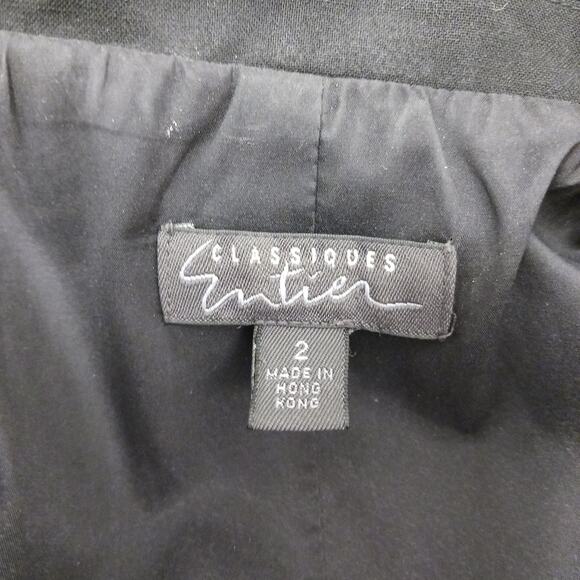 CLASSIQUES
Entier
2
MADE IN
HONG
KONG